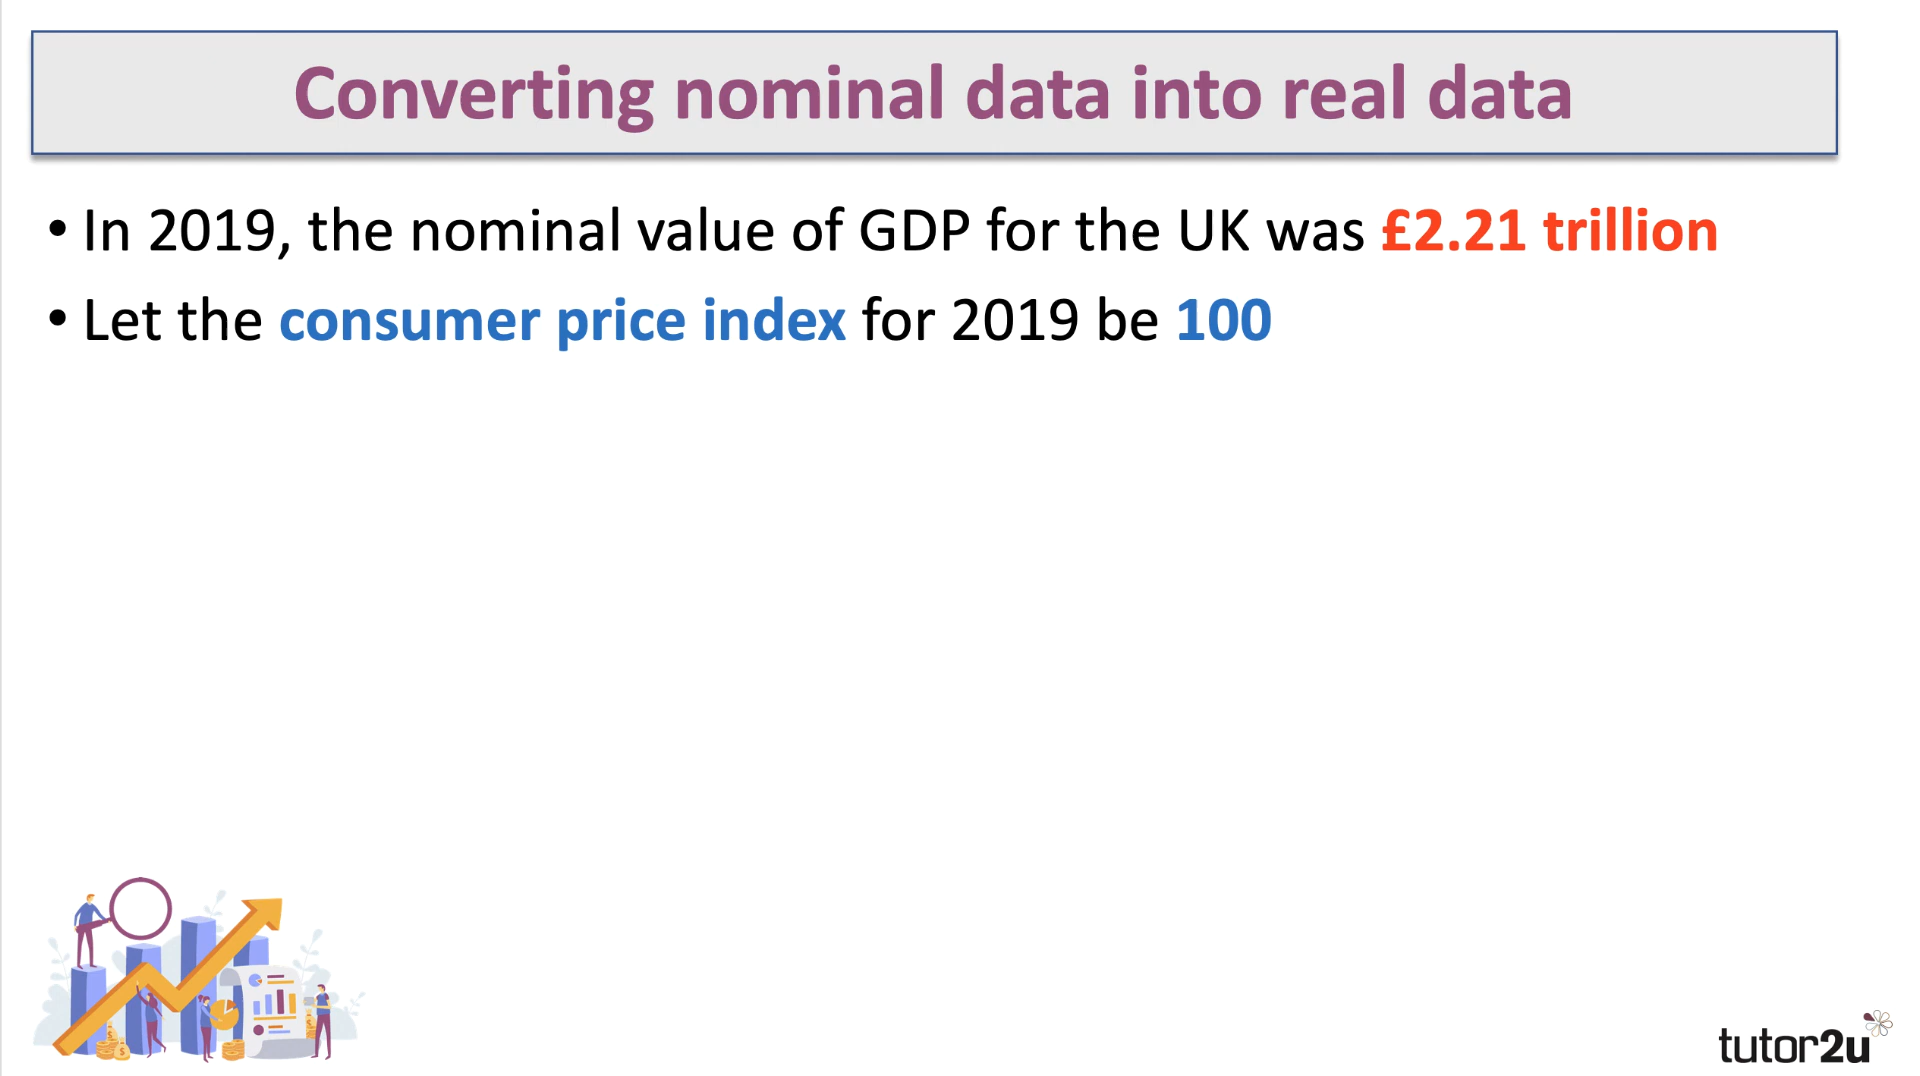 Converting nominal data into real data
• In 2019, the nominal value of GDP for the UK was £2.21 trillion
• Let the consumer price index for 2019 be 100
tutor2u